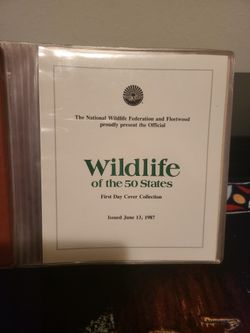 The National Wildlife Federation and Fleetwood
proudly present the Official
Wildlife
of the 50 States
First Day Cover Collection
Issued June 13, 1987